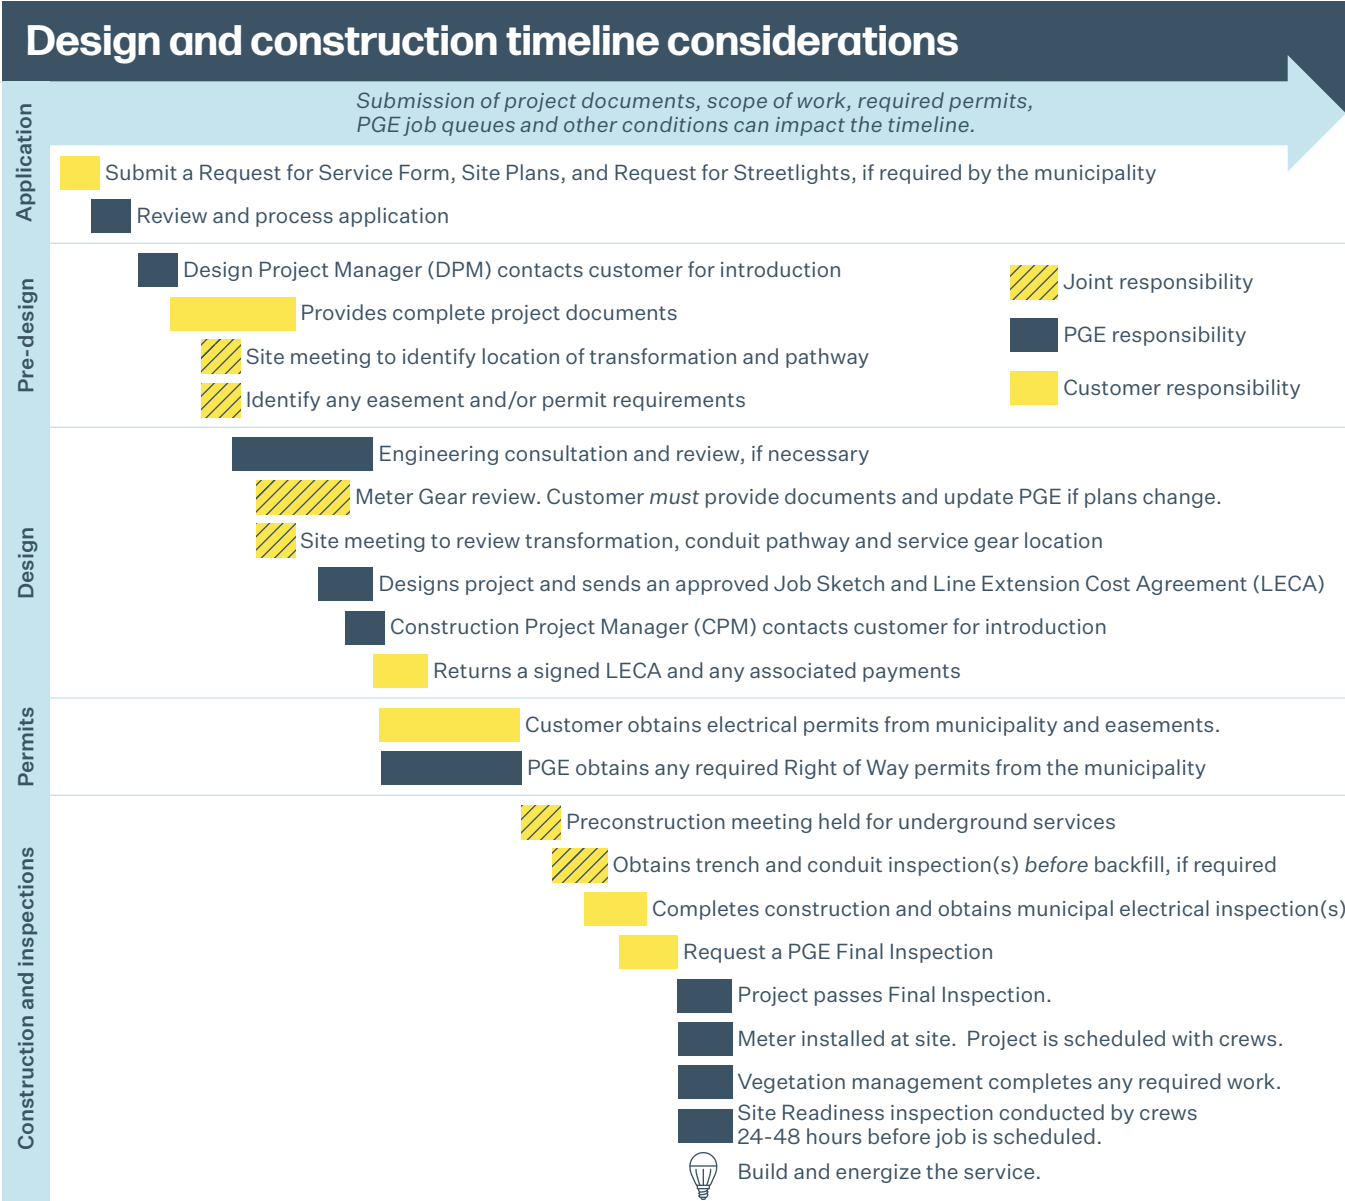 Design and construction timeline considerations
Submission of project documents, scope of work, required permits,
PGE job queues and other conditions can impact the timeline.
Application
Submit a Request for Service Form, Site Plans, and Request for Streetlights, if required by the municipality
Review and process application
Pre-design
Design Project Manager (DPM) contacts customer for introduction
Provides complete project documents
Site meeting to identify location of transformation and pathway
Identify any easement and/or permit requirements
Joint responsibility
PGE responsibility
Customer responsibility
Design
Engineering consultation and review, if necessary
Meter Gear review. Customer must provide documents and update PGE if plans change.
Site meeting to review transformation, conduit pathway and service gear location
Designs project and sends an approved Job Sketch and Line Extension Cost Agreement (LECA)
Construction Project Manager (CPM) contacts customer for introduction
Returns a signed LECA and any associated payments
Permits
Customer obtains electrical permits from municipality and easements.
PGE obtains any required Right of Way permits from the municipality
Construction and inspections
Preconstruction meeting held for underground services
Obtains trench and conduit inspection(s) before backfill, if required
Completes construction and obtains municipal electrical inspection(s)
Request a PGE Final Inspection
Project passes Final Inspection.
Meter installed at site. Project is scheduled with crews.
Vegetation management completes any required work.
Site Readiness inspection conducted by crews
24-48 hours before job is scheduled.
Build and energize the service.